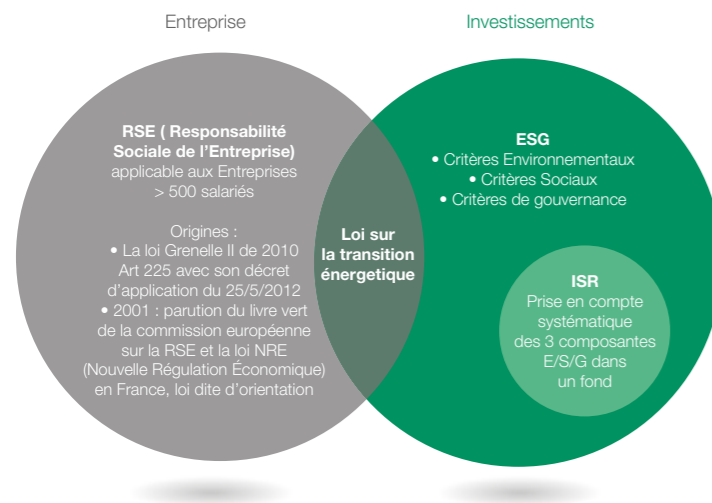 Entreprise
Investissements
RSE ( Responsabilité
Sociale de l'Entreprise)
applicable aux Entreprises
> 500 salariés
Origines :
• La loi Grenelle II de 2010
Art 225 avec son décret
d'application du 25/5/2012
• 2001 : parution du livre vert
de la commission européenne
sur la RSE et la loi NRE
(Nouvelle Régulation Économique)
en France, loi dite d'orientation
Loi sur
la transition
énergetique
ESG
• Critères Environnementaux
• Critères Sociaux
• Critères de gouvernance
ISR
Prise en compte
systématique
des 3 composantes
E/S/G dans
un fond